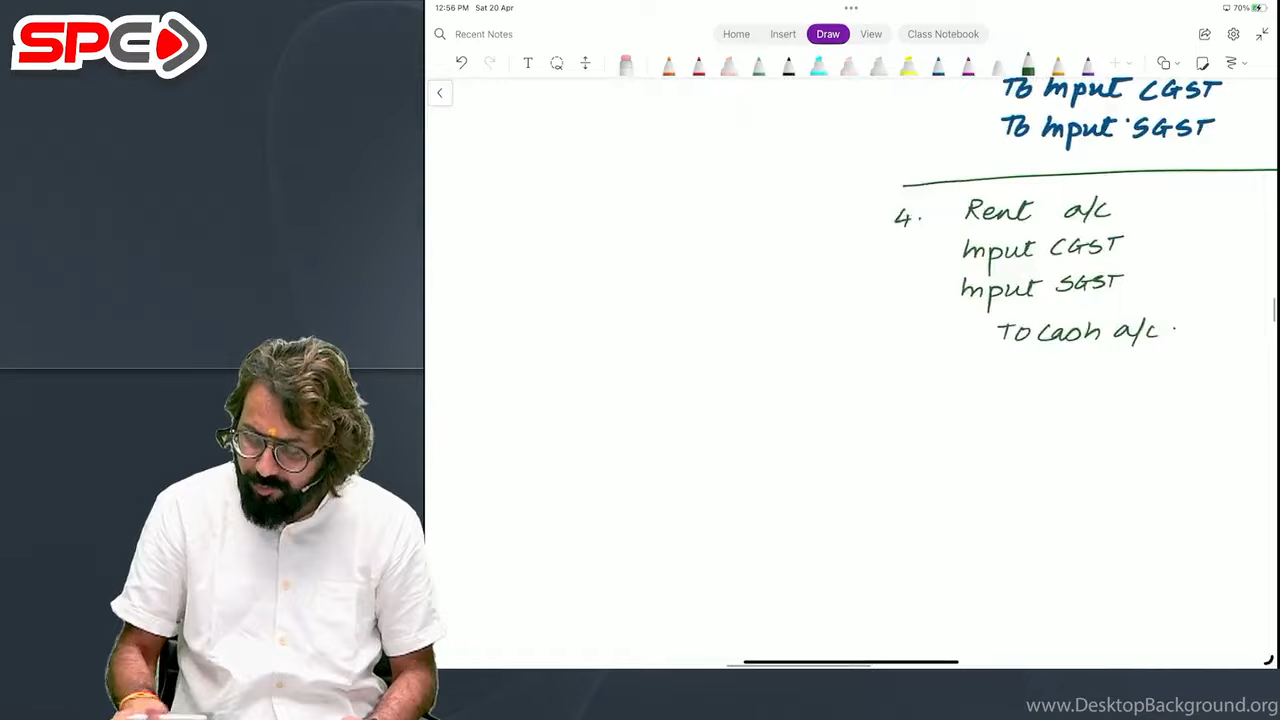 SPED
12:56 PM Sat 20 Apr
70%
Recent Notes
Home Insert Draw View Class Notebook
To Input CGST
To Input SGST
4. Rent a/c
Input CGST
Input SGST
To Cash a/c
www.DesktopBackground.org